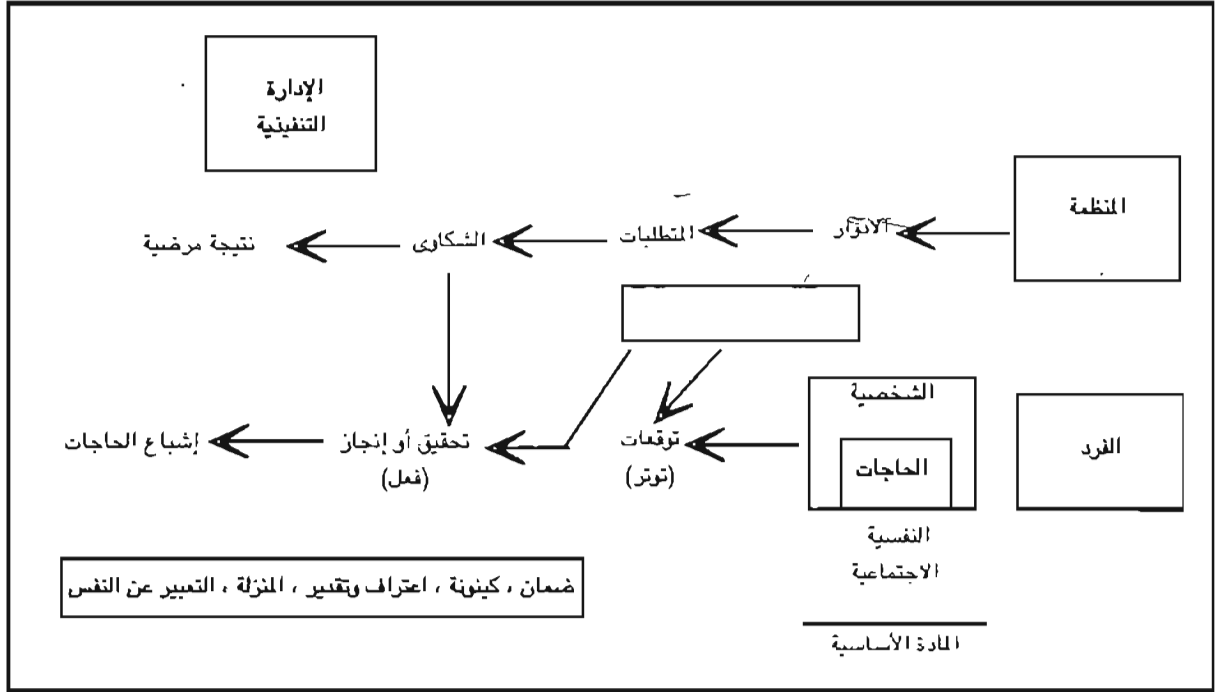 الإدارة
التنفيذية
المنظمة
الأدوار
المتطلبات
الشكاوى
نتيجة مرضية
الفرد
الشخصية
الحاجات
توقعات
(توتر)
تحقيق أو إنجاز
(فعل)
إشباع الحاجات
النفسية
الاجتماعية
ضمان ، كينونة ، اعتراف وتقدير ، المنزلة ، التعبير عن النفس
المادة الأساسية